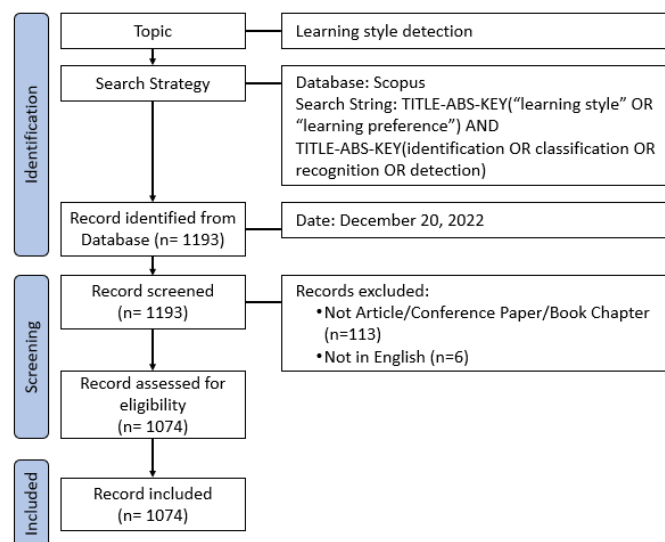 Identification
Topic
Learning style detection
Search Strategy
Database: Scopus
Search String: TITLE-ABS-KEY(“learning style” OR
“learning preference”) AND
TITLE-ABS-KEY(identification OR classification OR
recognition OR detection)
Record identified from
Database (n= 1193)
Date: December 20, 2022
Screening
Record screened
(n= 1193)
Records excluded:
•Not Article/Conference Paper/Book Chapter
(n=113)
•Not in English (n=6)
Record assessed for
eligibility
(n= 1074)
Included
Record included
(n= 1074)